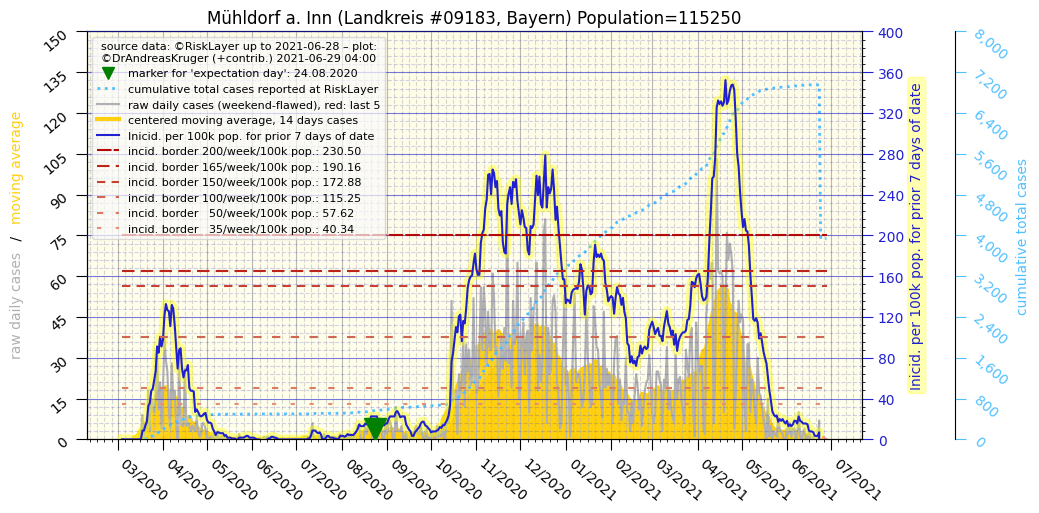 Mühldorf a. Inn (Landkreis #09183, Bayern) Population=115250
source data: ©RiskLayer up to 2021-06-28 – plot:
©DrAndreasKruger (+contrib.) 2021-06-29 04:00
marker for 'expectation day': 24.08.2020
cumulative total cases reported at RiskLayer
raw daily cases (weekend-flawed), red: last 5
centered moving average, 14 days cases
Inicid. per 100k pop. for prior 7 days of date
incid. border 200/week/100k pop.: 230.50
incid. border 165/week/100k pop.: 190.16
incid. border 150/week/100k pop.: 172.88
incid. border 100/week/100k pop.: 115.25
incid. border   50/week/100k pop.: 57.62
incid. border   35/week/100k pop.: 40.34
raw daily cases / moving average
150
135
120
105
90
75
60
45
30
15
0
400
360
320
280
240
200
160
120
80
40
0
Inicid. per 100k pop. for prior 7 days of date
8,000
7,200
6,400
5,600
4,800
4,000
3,200
2,400
1,600
800
0
cumulative total cases
03/2020
04/2020
05/2020
06/2020
07/2020
08/2020
09/2020
10/2020
11/2020
12/2020
01/2021
02/2021
03/2021
04/2021
05/2021
06/2021
07/2021